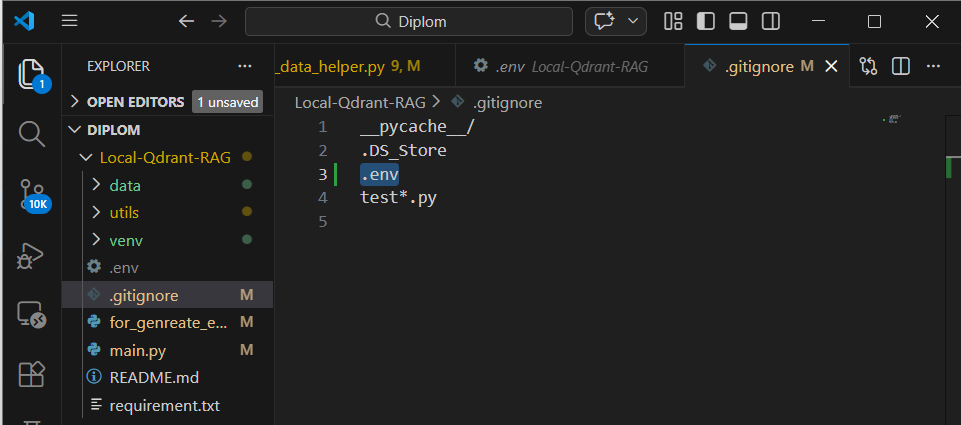 Diplom
EXPLORER
_data_helper.py 9, M
.env Local-Qdrant-RAG
.gitignore M
1
OPEN EDITORS 1 unsaved
Local-Qdrant-RAG > .gitignore
DIPLOM
1 __pycache__/
Local-Qdrant-RAG
2 .DS_Store
data
3 .env
10K
utils
4 test*.py
venv
5
.env
.gitignore M
for_genreate_e... M
main.py M
README.md
requirement.txt